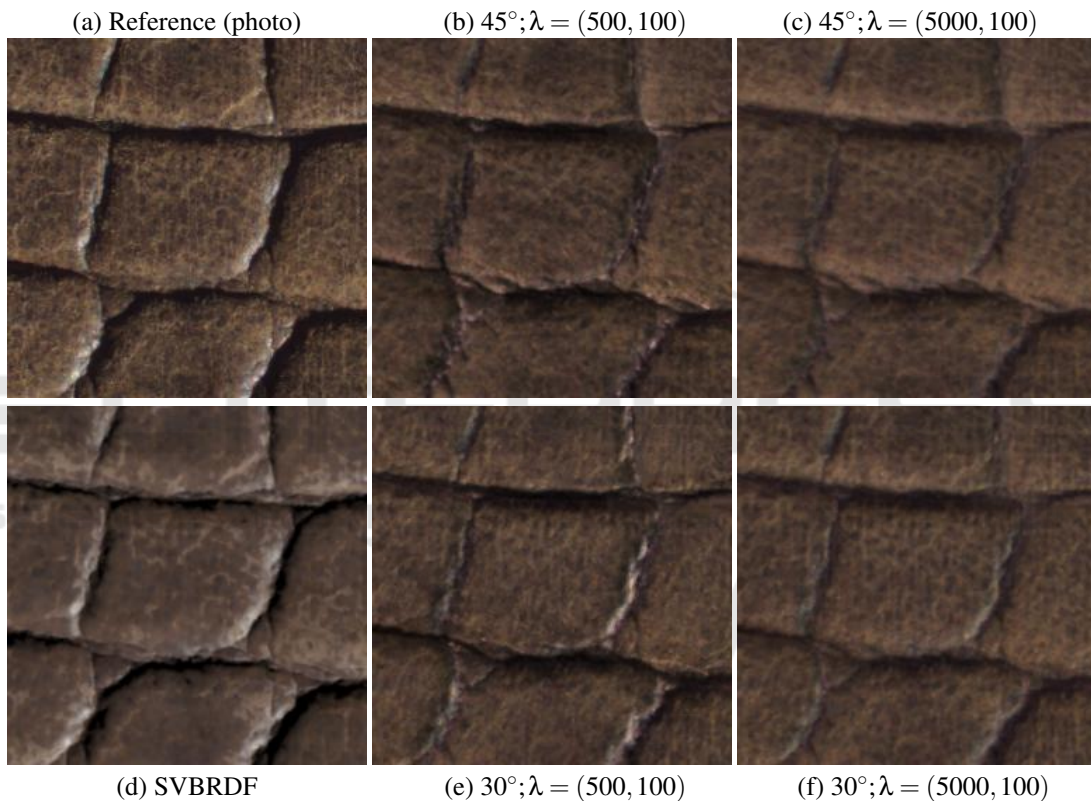 (a) Reference (photo)
(b) 45°; λ = (500, 100)
(c) 45°; λ = (5000, 100)
(d) SVBRDF
(e) 30°; λ = (500, 100)
(f) 30°; λ = (5000, 100)